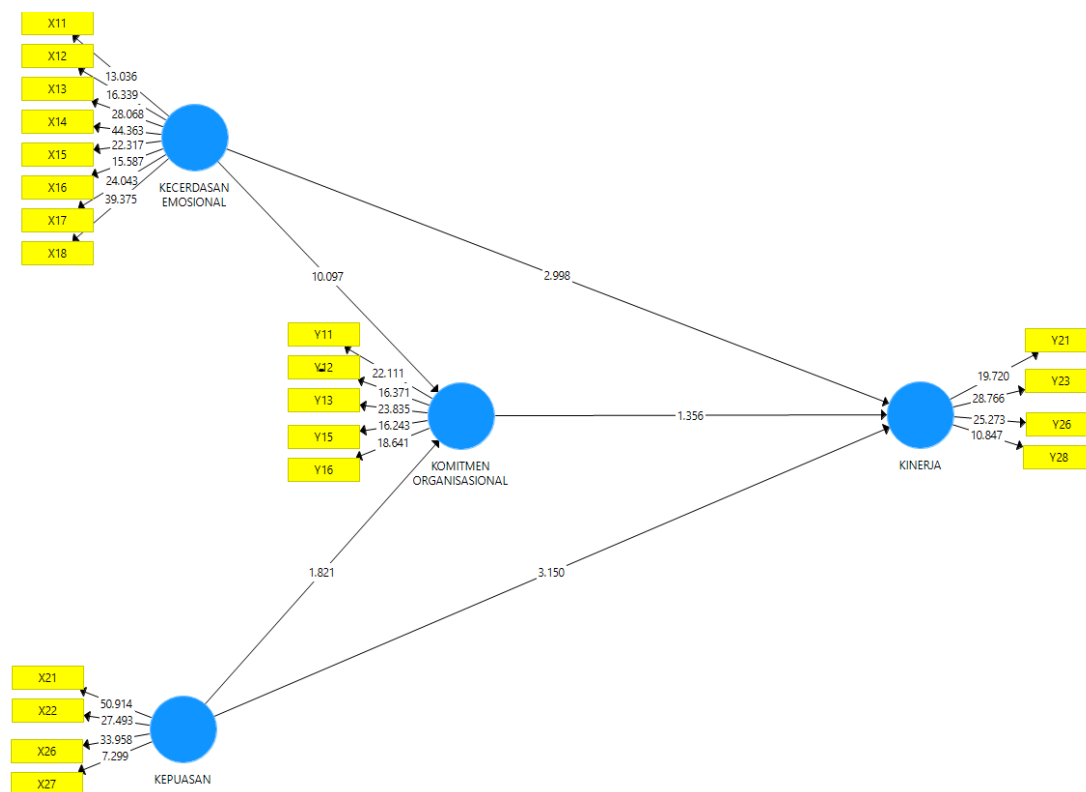 X11
X12
X13
X14
X15
X16
X17
X18
13.036
16.339
28.068
44.363
22.317
15.587
24.043
39.375
KECERDASAN
EMOSIONAL
10.097
2.998
Y11
Y12
Y13
Y15
Y16
22.111
16.371
23.835
16.243
18.641
KOMITMEN
ORGANISASIONAL
1.356
Y21
Y23
Y26
Y28
19.720
28.766
25.273
10.847
KINERJA
1.821
3.150
X21
X22
X26
X27
50.914
27.493
33.958
7.299
KEPUASAN